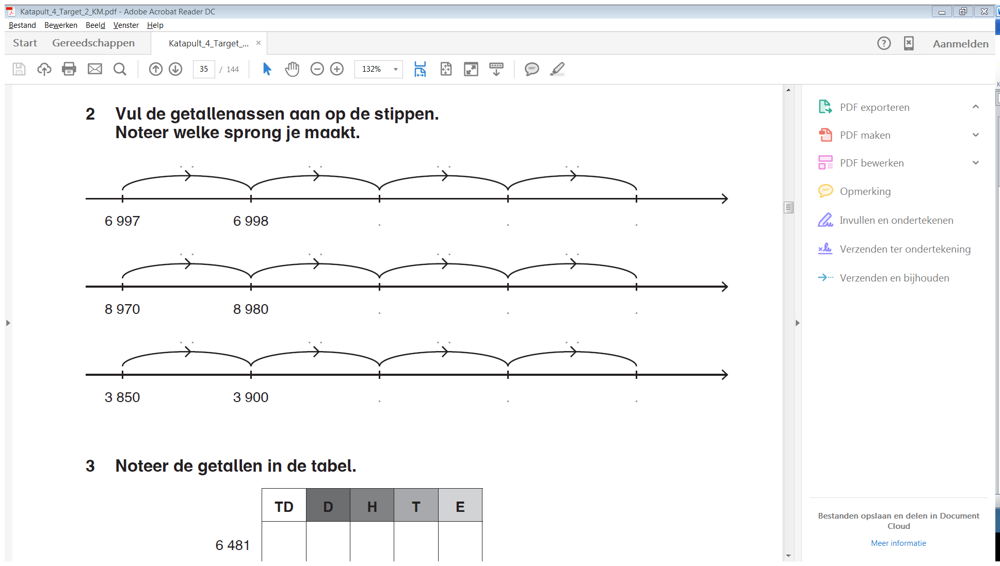 Katapult_4_Target_2_KM.pdf - Adobe Acrobat Reader DC
Bestand Bewerken Beeld Venster Help
Start Gereedschappen Katapult_4_Target_... × Aanmelden
35 / 144 132%
2 Vul de getallenassen aan op de stippen.
Noteer welke sprong je maakt.
. . . . . . . .
6 997 6 998 . . .
. . . . . . . .
8 970 8 980 . . .
. . . . . . . .
3 850 3 900 . . .
3 Noteer de getallen in de tabel.
TD D H T E
6 481
PDF exporteren
PDF maken
PDF bewerken
Opmerking
Invullen en ondertekenen
Verzenden ter ondertekening
Verzenden en bijhouden
Bestanden opslaan en delen in Document
Cloud
Meer informatie